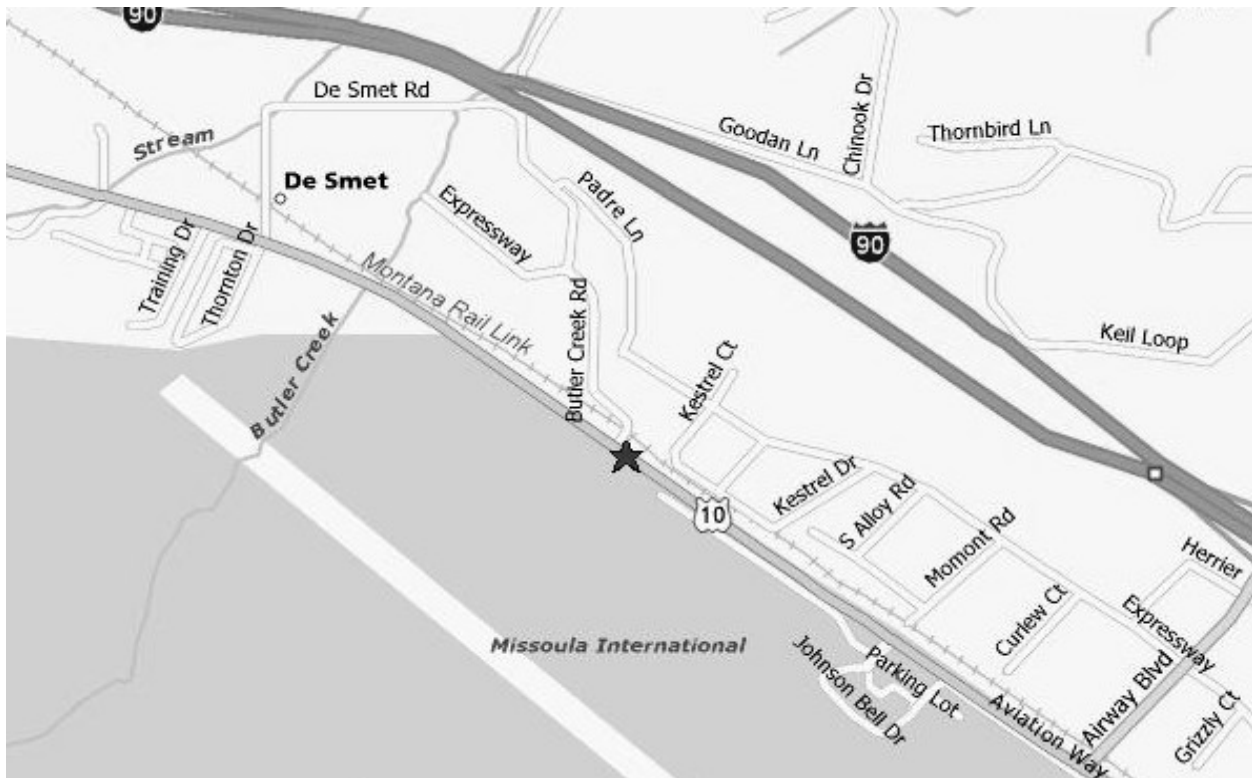 90
De Smet Rd
Stream
De Smet
Goodan Ln
Chinook Dr
Thornbird Ln
Padre Ln
Expressway
90
Training Dr
Thornton Dr
Montana Rail Link
Butler Creek
Butler Creek Rd
Keil Loop
Kestrel Ct
Kestrel Dr
10
S Alloy Rd
Momont Rd
Herrier
Curlew Ct
Expressway
Missoula International
Parking Lot
Johnson Bell Dr
Aviation Way
Airway Blvd
Grizzly Ct